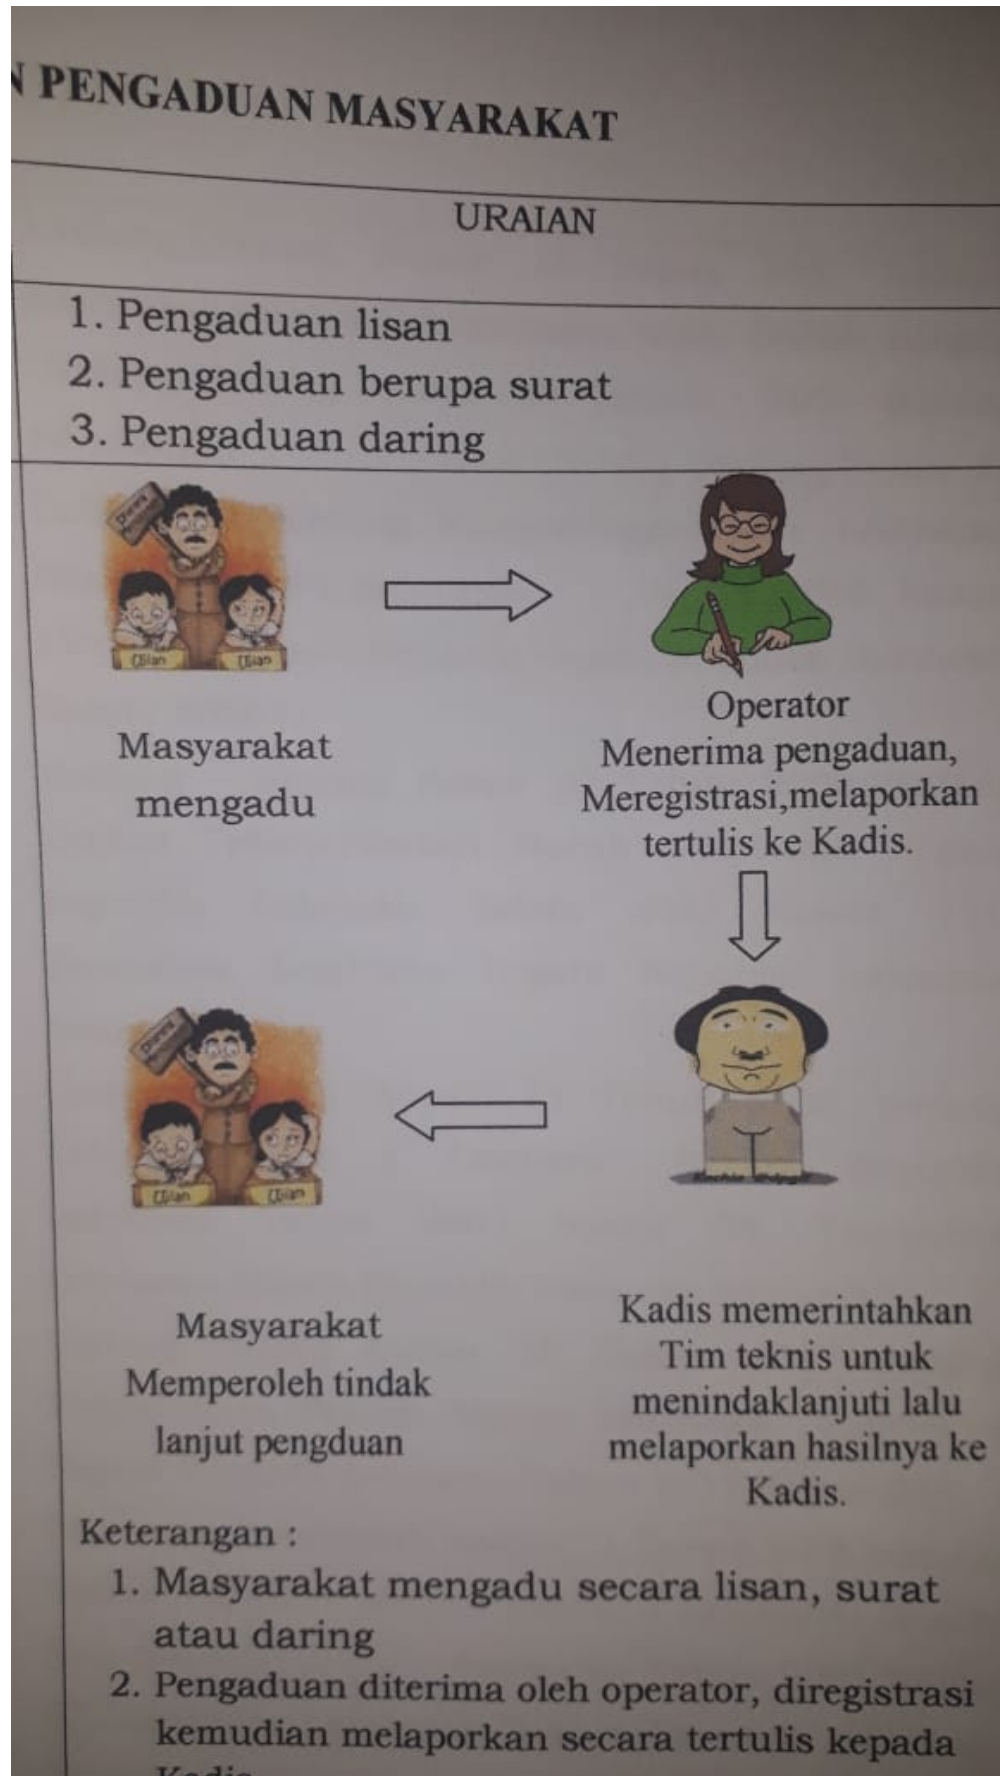 N PENGADUAN MASYARAKAT
URAIAN
1. Pengaduan lisan
2. Pengaduan berupa surat
3. Pengaduan daring
Masyarakat
mengadu
Operator
Menerima pengaduan,
Meregistrasi,melaporkan
tertulis ke Kadis.
Masyarakat
Memperoleh tindak
lanjut pengduan
Kadis memerintahkan
Tim teknis untuk
menindaklanjuti lalu
melaporkan hasilnya ke
Kadis.
Keterangan :
1. Masyarakat mengadu secara lisan, surat
atau daring
2. Pengaduan diterima oleh operator, diregistrasi
kemudian melaporkan secara tertulis kepada
Kadis